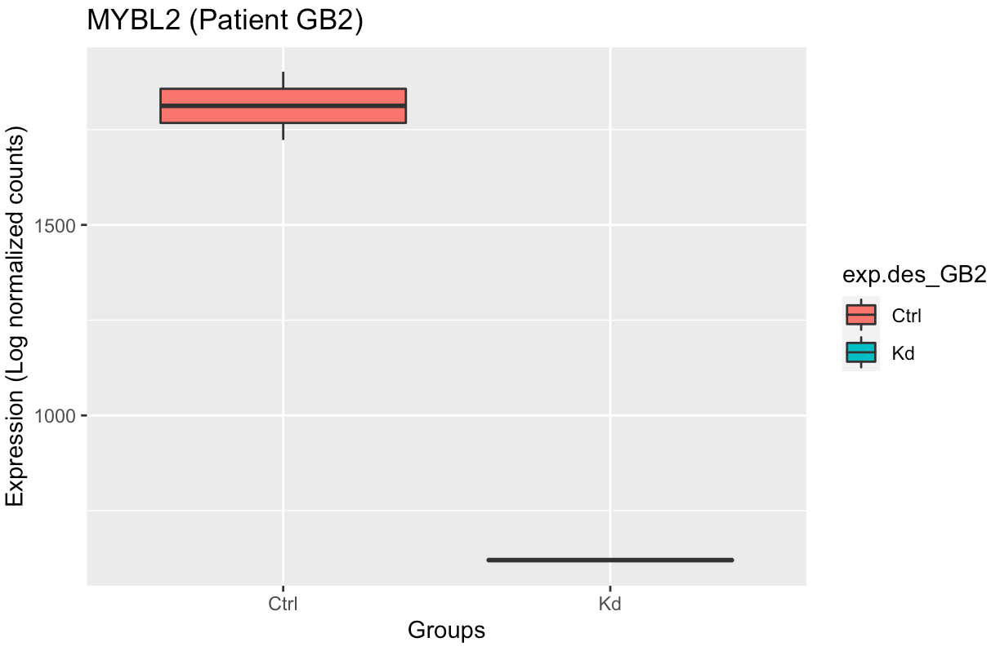 MYBL2 (Patient GB2)
Expression (Log normalized counts)
1500
1000
Ctrl
Kd
Groups
exp.des_GB2
Ctrl
Kd